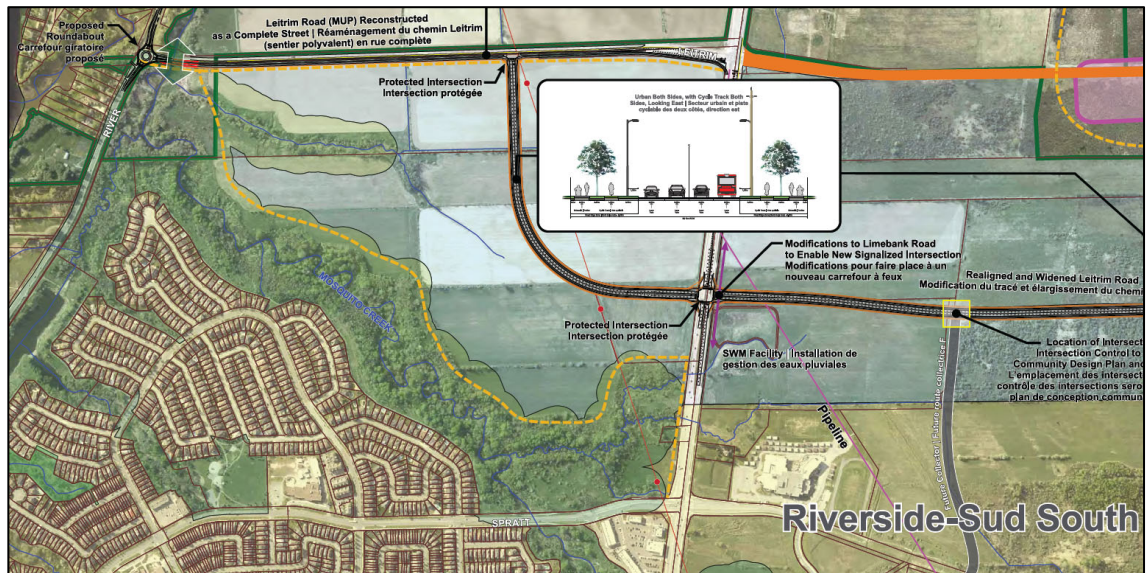 Proposed
Roundabout
Carrefour giratoire
proposé
Leitrim Road (MUP) Reconstructed
as a Complete Street | Réaménagement du chemin Leitrim
(sentier polyvalent) en rue complète
LEITRIM
Protected Intersection
Intersection protégée
RIVER
Urban Both Sides, with Cycle Track Both
Sides, Looking East | Secteur urbain et piste
cyclable des deux côtés, direction est
Modifications to Limebank Road
to Enable New Signalized Intersection
Modifications pour faire place à un
nouveau carrefour à feux
Realigned and Widened Leitrim Road
Modification du tracé et élargissement du chemi
MOSQUITO CREEK
Protected Intersection
Intersection protégée
SWM Facility | Installation de
gestion des eaux pluviales
Location of Intersect
Intersection Control to
Community Design Plan and
L'emplacement des intersect
contrôle des intersections sero
plan de conception commun
Pipeline
Future Collector | Future route collectrice F
SPRATT
Riverside-Sud South